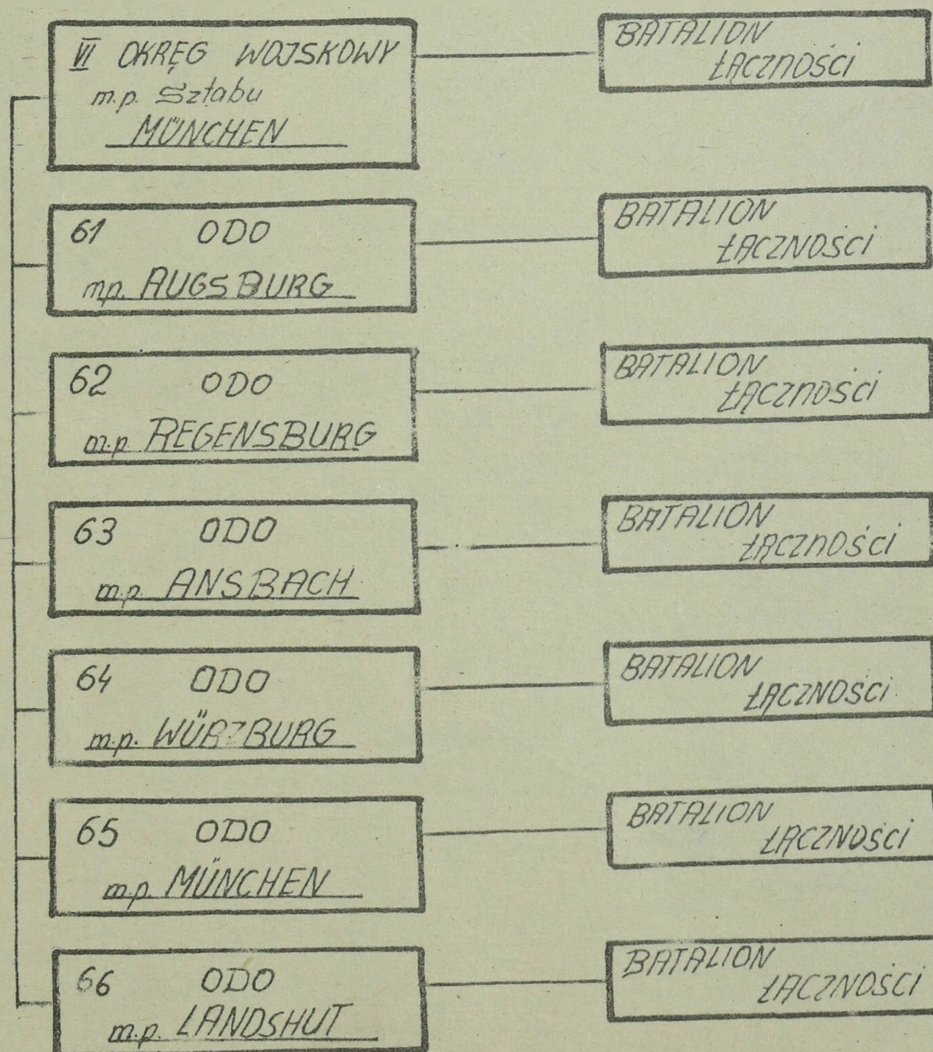 VI OKRĘG WOJSKOWY
m.p. Sztabu
MÜNCHEN
BATALION
ŁĄCZNOŚCI
61 ODO
m.p. AUGSBURG
BATALION
ŁĄCZNOŚCI
62 ODO
m.p. REGENSBURG
BATALION
ŁĄCZNOŚCI
63 ODO
m.p. ANSBACH
BATALION
ŁĄCZNOŚCI
64 ODO
m.p. WÜRZBURG
BATALION
ŁĄCZNOŚCI
65 ODO
m.p. MÜNCHEN
BATALION
ŁĄCZNOŚCI
66 ODO
m.p. LANDSHUT
BATALION
ŁĄCZNOŚCI